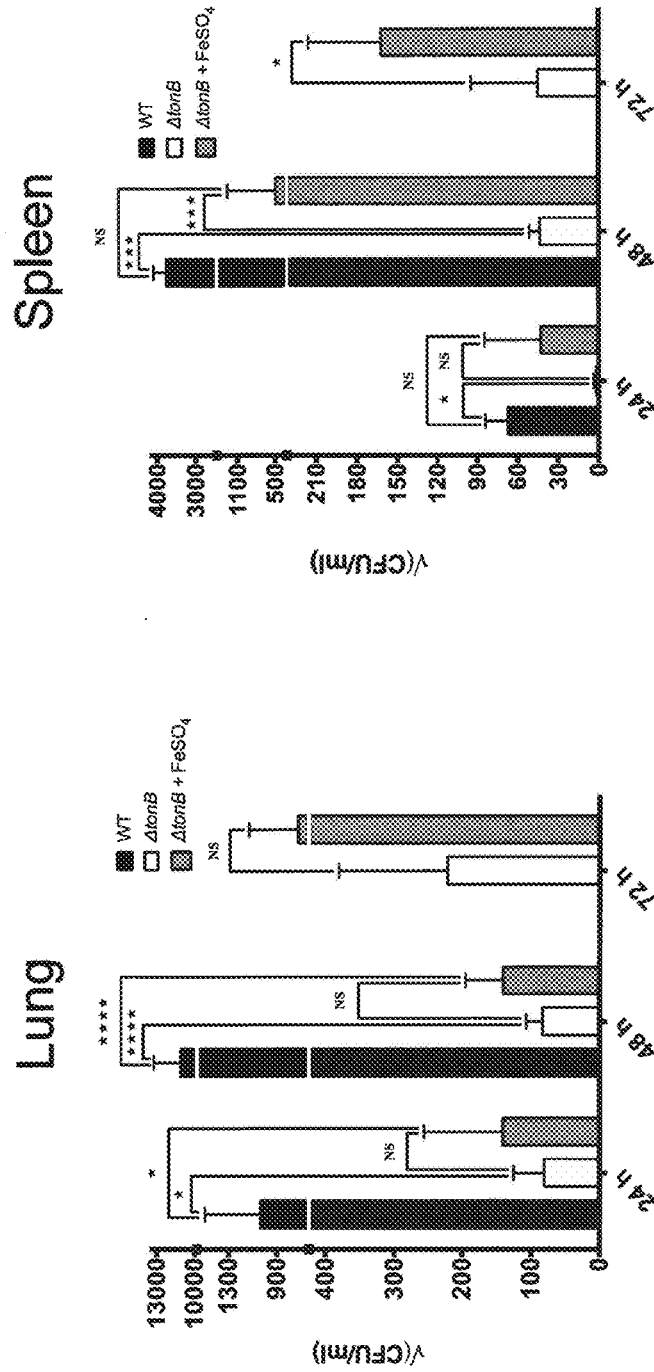 Lung
WT
ΔtonB
ΔtonB + FeSO4
√(CFU/ml)
13000
10000
1300
900
400
300
200
100
0
*
*
NS
****
****
NS
NS
24 h
48 h
72 h
Spleen
WT
ΔtonB
ΔtonB + FeSO4
√(CFU/ml)
4000
3000
1100
500
210
180
150
120
90
60
30
0
NS
*
NS
NS
***
***
*
24 h
48 h
72 h